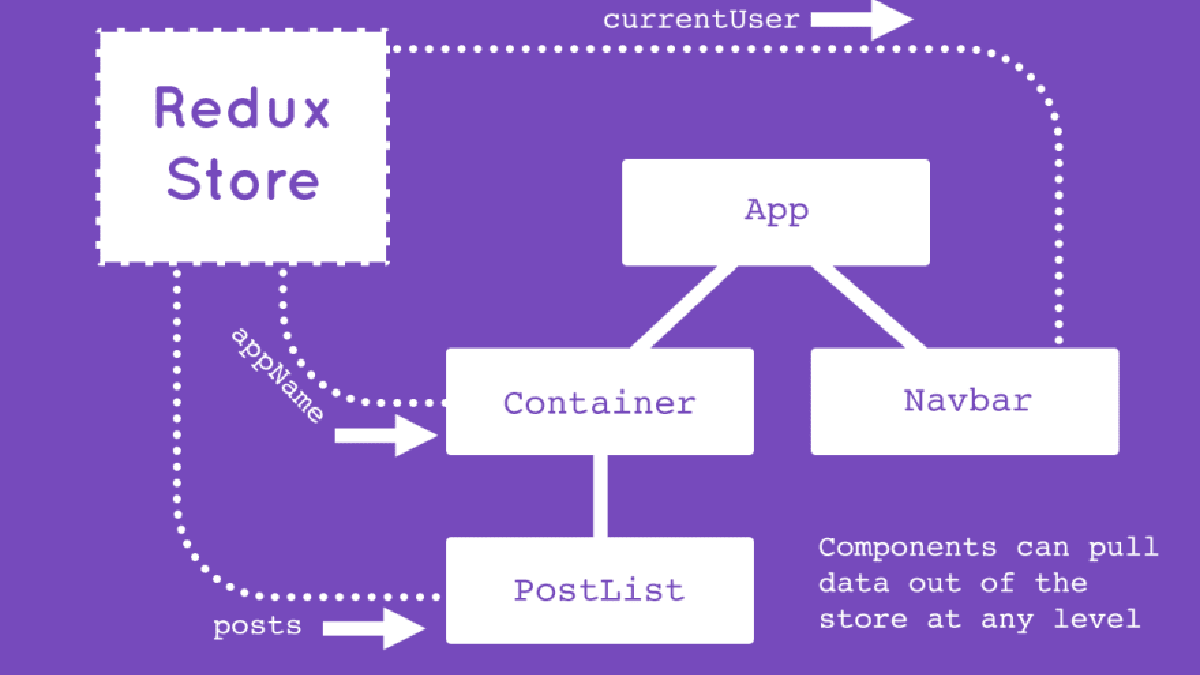 currentUser
Redux
Store
App
appName
Container
Navbar
Components can pull
data out of the
store at any level
PostList
posts